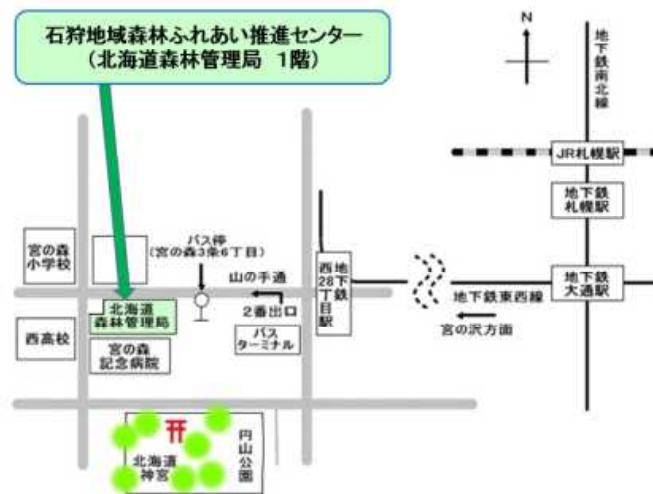 石狩地域森林ふれあい推進センター
(北海道森林管理局 1階)
N
地下鉄南北線
JR札幌駅
地下鉄
札幌駅
宮の森
小学校
バス停
(宮の森3条6丁目)
山の手通
地下鉄
西28丁目駅
地下鉄
大通駅
地下鉄東西線
宮の沢方面
北海道
森林管理局
2番出口
バス
ターミナル
西高校
宮の森
記念病院
北海道
神宮
円山公園